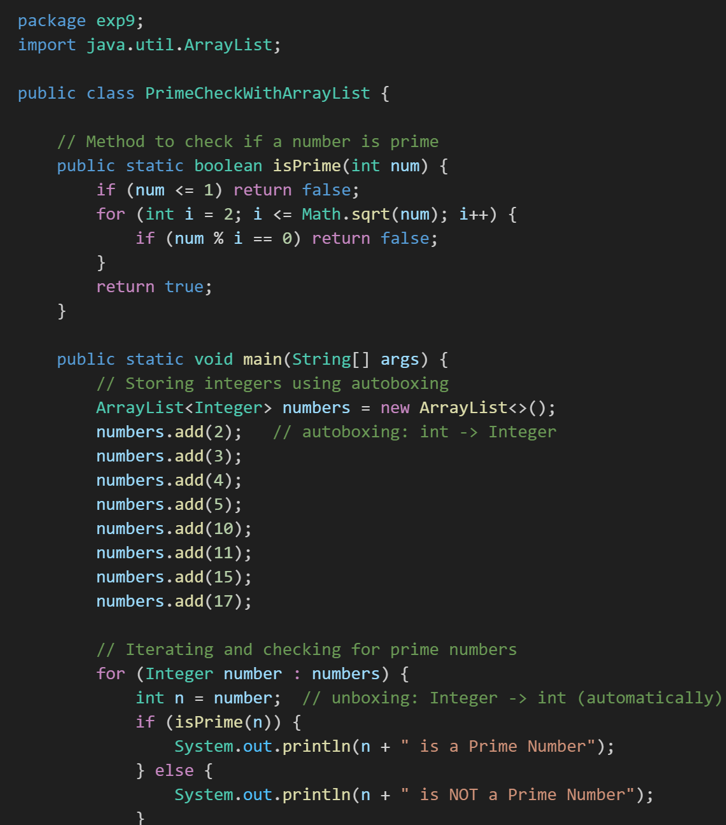 package exp9;
import java.util.ArrayList;
public class PrimeCheckWithArrayList {
// Method to check if a number is prime
public static boolean isPrime(int num) {
if (num <= 1) return false;
for (int i = 2; i <= Math.sqrt(num); i++) {
if (num % i == 0) return false;
}
return true;
}
public static void main(String[] args) {
// Storing integers using autoboxing
ArrayList<Integer> numbers = new ArrayList<>();
numbers.add(2);   // autoboxing: int -> Integer
numbers.add(3);
numbers.add(4);
numbers.add(5);
numbers.add(10);
numbers.add(11);
numbers.add(15);
numbers.add(17);
// Iterating and checking for prime numbers
for (Integer number : numbers) {
int n = number;  // unboxing: Integer -> int (automatically)
if (isPrime(n)) {
System.out.println(n + " is a Prime Number");
} else {
System.out.println(n + " is NOT a Prime Number");
}